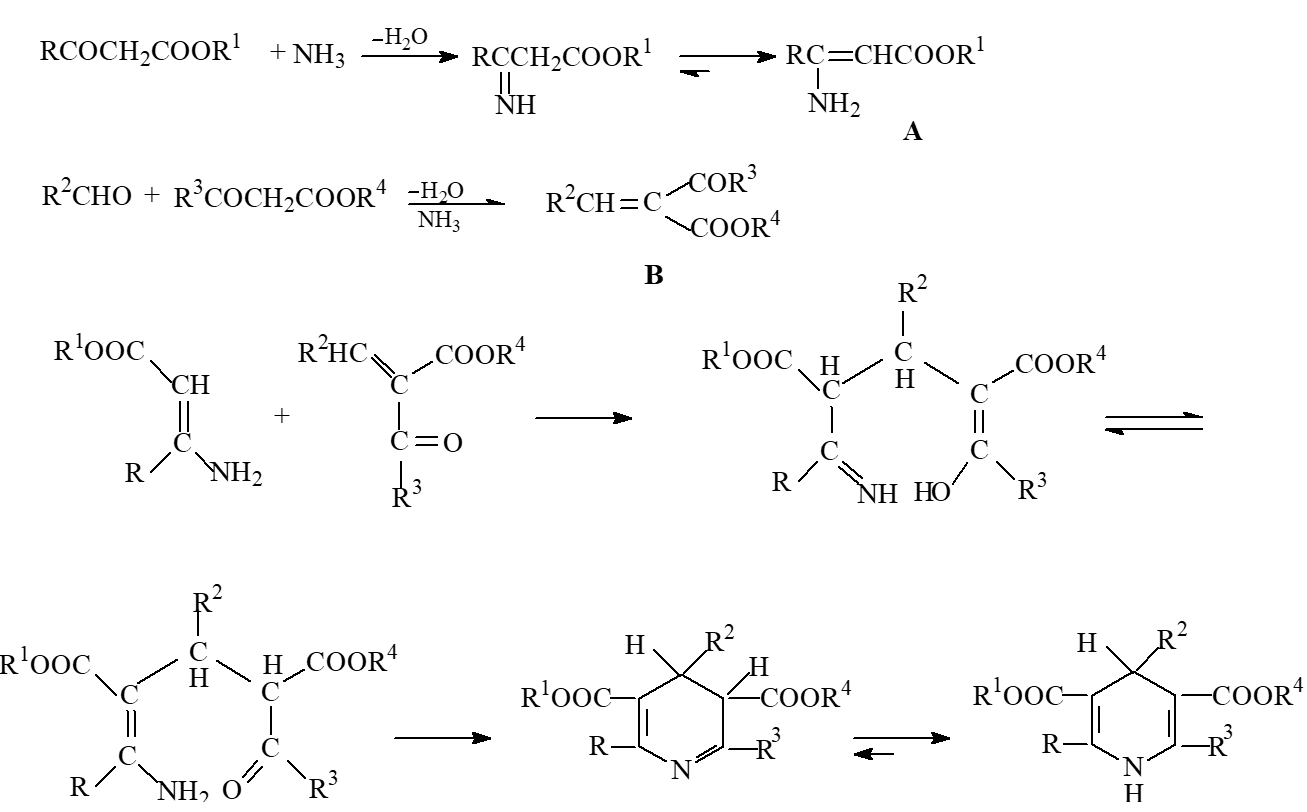 RCOCH₂COOR¹ + NH₃ –H₂O RCCH₂COOR¹ RC=CHCOOR¹
NH NH₂
A
R²CHO + R³COCH₂COOR⁴ –H₂O NH₃ R²CH=C COR³ COOR⁴
B
R¹OOC CH R NH₂ + R²HC C COOR⁴ C=O R³ R¹OOC H C R² C H C COOR⁴ C R NH HO C R³
R¹OOC C R² C H H C COOR⁴ C R NH₂ C O R³ H R² H R¹OOC COOR⁴ R N R³ H R² R¹OOC COOR⁴ R N H R³